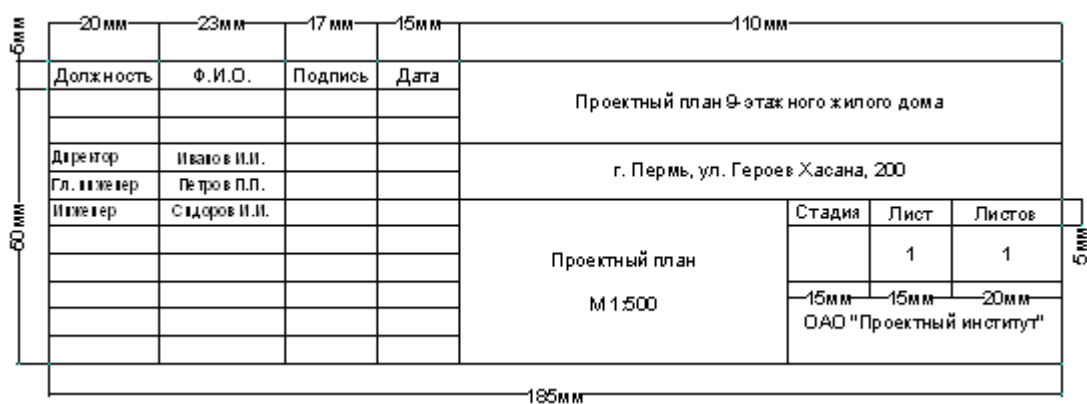 20мм 23мм 17 мм 15мм 110мм
5мм
Должность Ф.И.О. Подпись Дата
Проектный план 9-этажного жилого дома
Директор Иванов И.И.
г. Пермь, ул. Героев Хасана, 200
Гл. инженер Петров П.П.
Инженер Сидоров И.И.
Стадия Лист Листов
5мм
60мм
1 1
Проектный план
М 1:500
15мм 15мм 20мм
ОАО "Проектный институт"
185мм